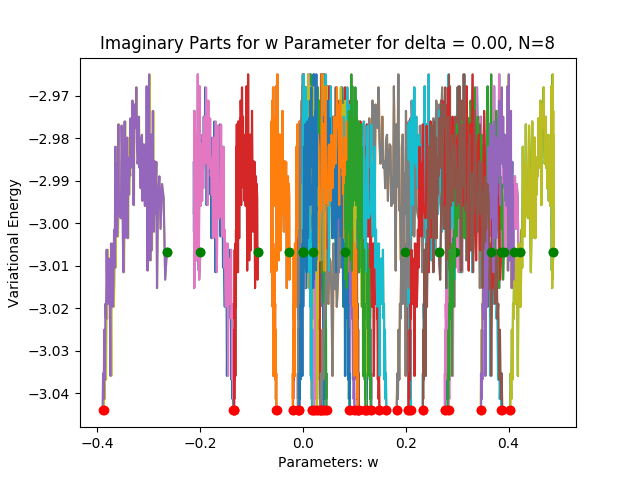 Imaginary Parts for w Parameter for delta = 0.00, N=8
Variational Energy
−2.97
−2.98
−2.99
−3.00
−3.01
−3.02
−3.03
−3.04
−0.4 −0.2 0.0 0.2 0.4
Parameters: w